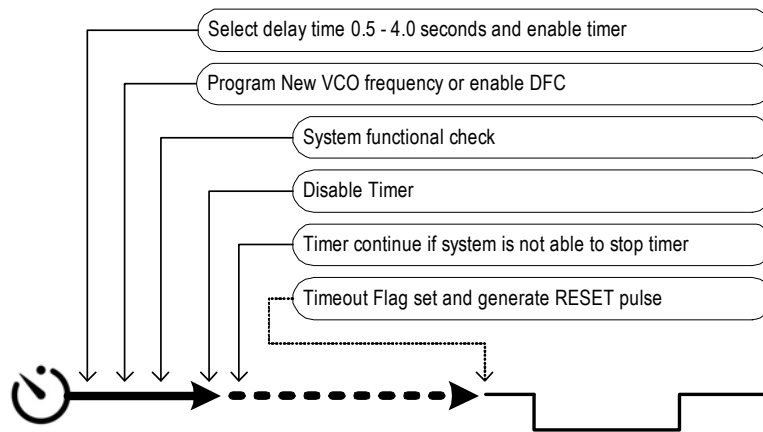 Select delay time 0.5 - 4.0 seconds and enable timer
Program New VCO frequency or enable DFC
System functional check
Disable Timer
Timer continue if system is not able to stop timer
Timeout Flag set and generate RESET pulse